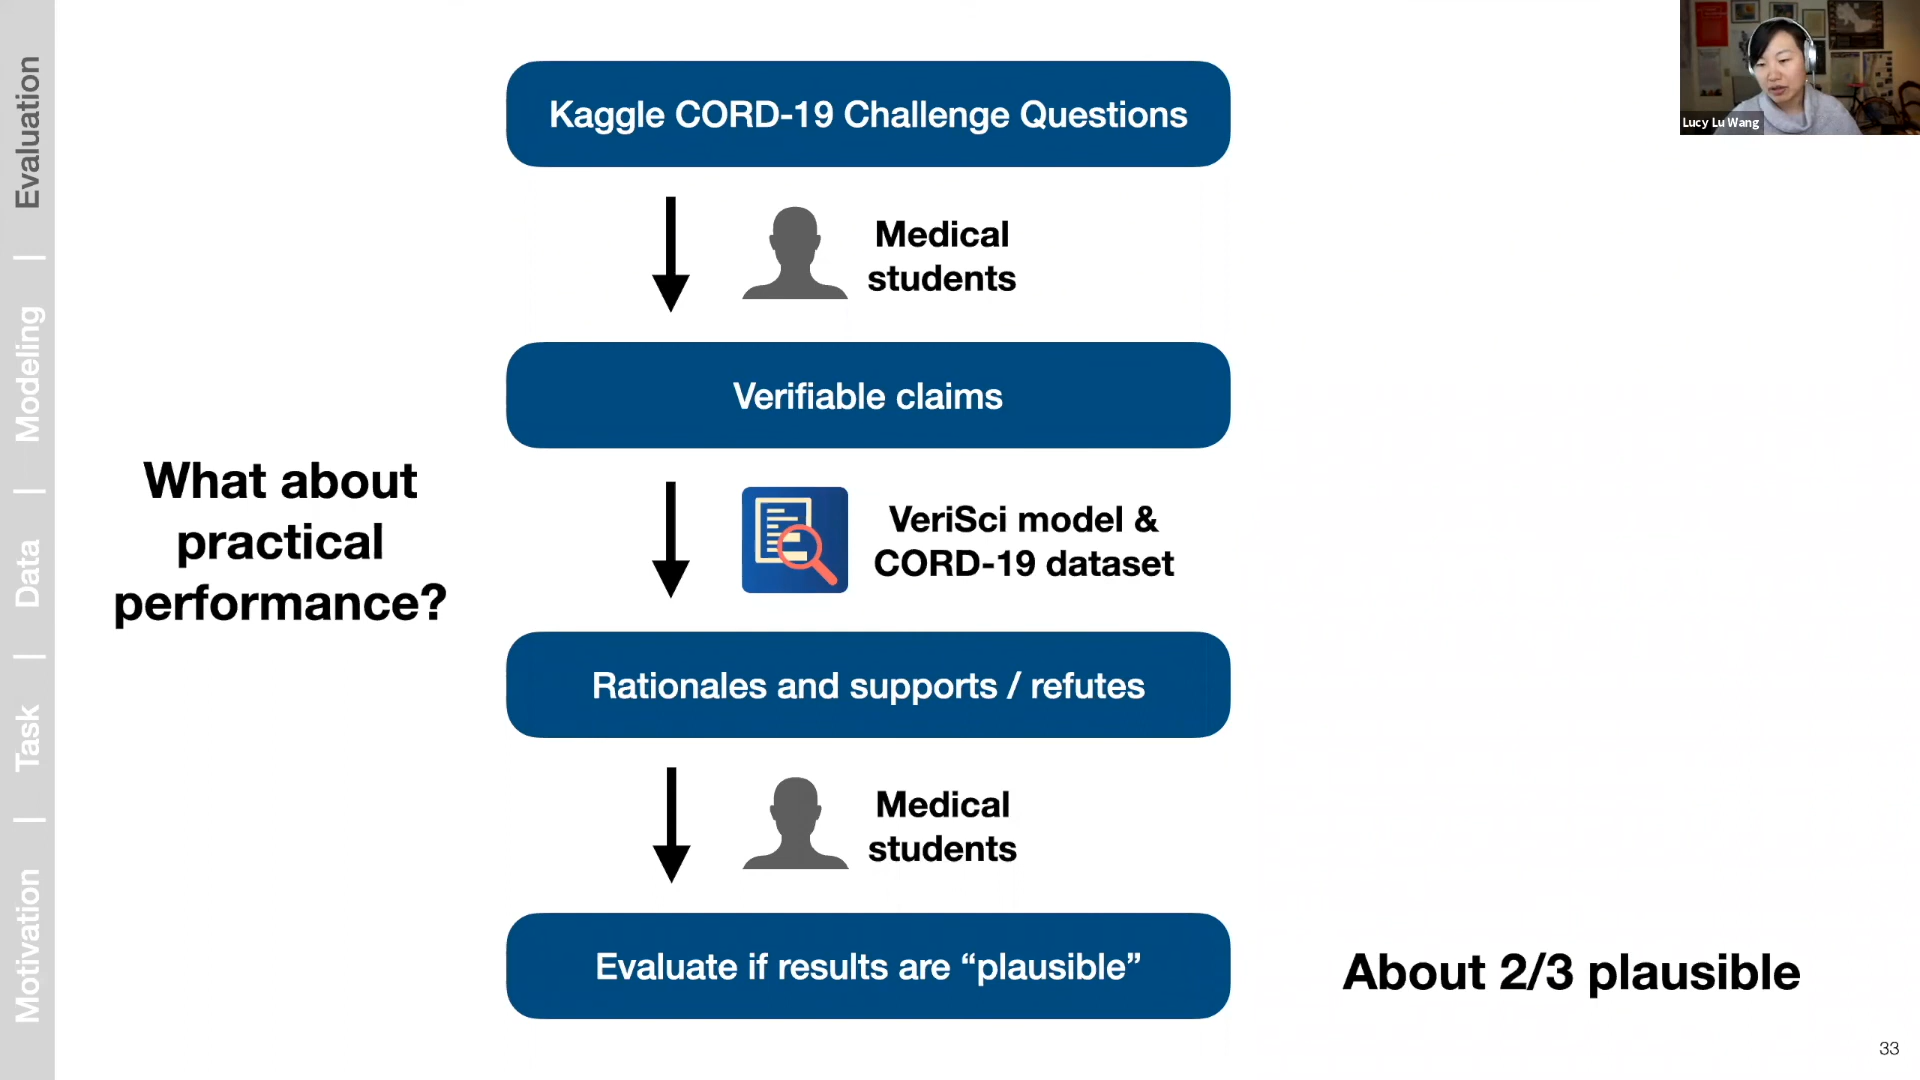 Kaggle CORD-19 Challenge Questions
Medical
students
Verifiable claims
VeriSci model &
CORD-19 dataset
What about
practical
performance?
Rationales and supports / refutes
Medical
students
Evaluate if results are “plausible”
About 2/3 plausible
33
Motivation | Task | Data | Modeling | Evaluation
Lucy Lu Wang